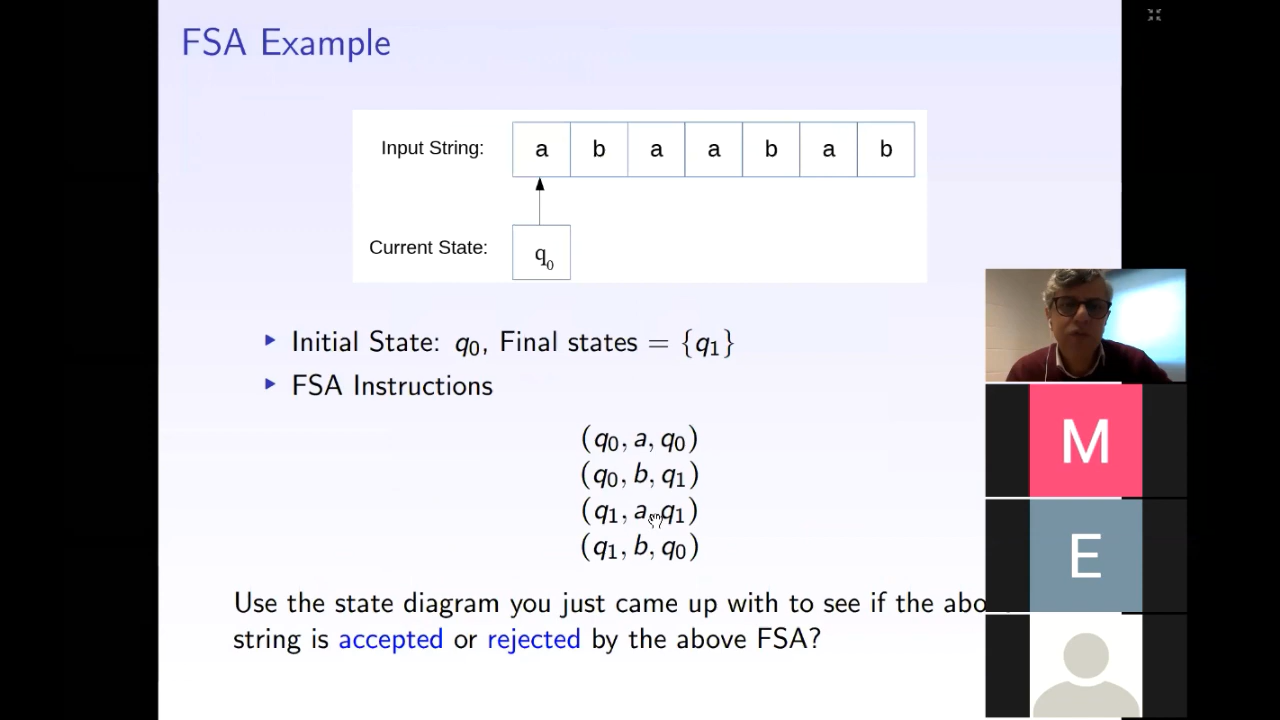 FSA Example
Input String: a b a a b a b
Current State: q0
Initial State: q0, Final states = {q1}
FSA Instructions
(q0, a, q0)
(q0, b, q1)
(q1, a, q1)
(q1, b, q0)
Use the state diagram you just came up with to see if the
string is accepted or rejected by the above FSA?
M
E